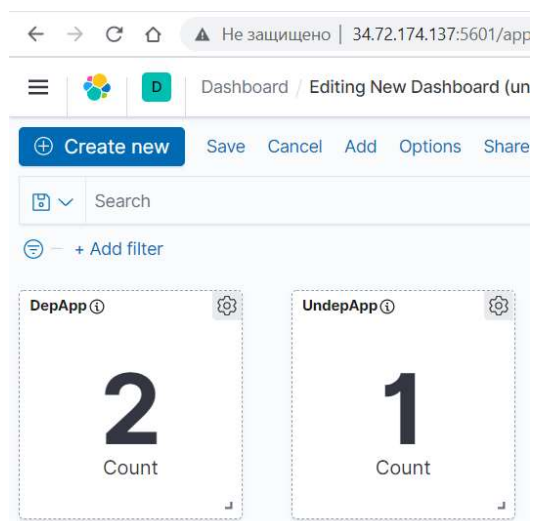 Не защищено | 34.72.174.137:5601/app
D Dashboard / Editing New Dashboard (un
Create new Save Cancel Add Options Share
Search
+ Add filter
DepApp UndepApp
2 1
Count Count